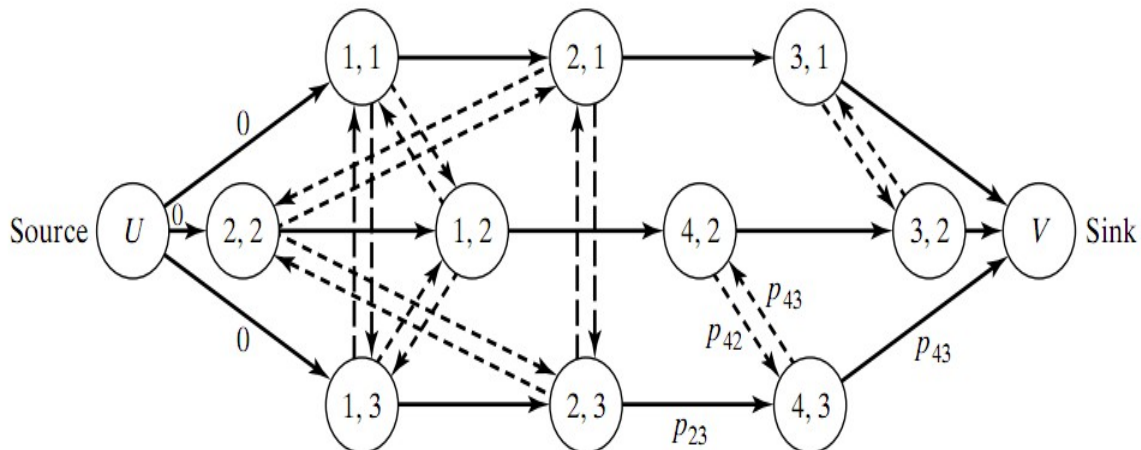 1, 1
2, 1
3, 1
0
Source
U
0
2, 2
1, 2
4, 2
3, 2
V
Sink
p43
p42
0
p43
1, 3
2, 3
p23
4, 3